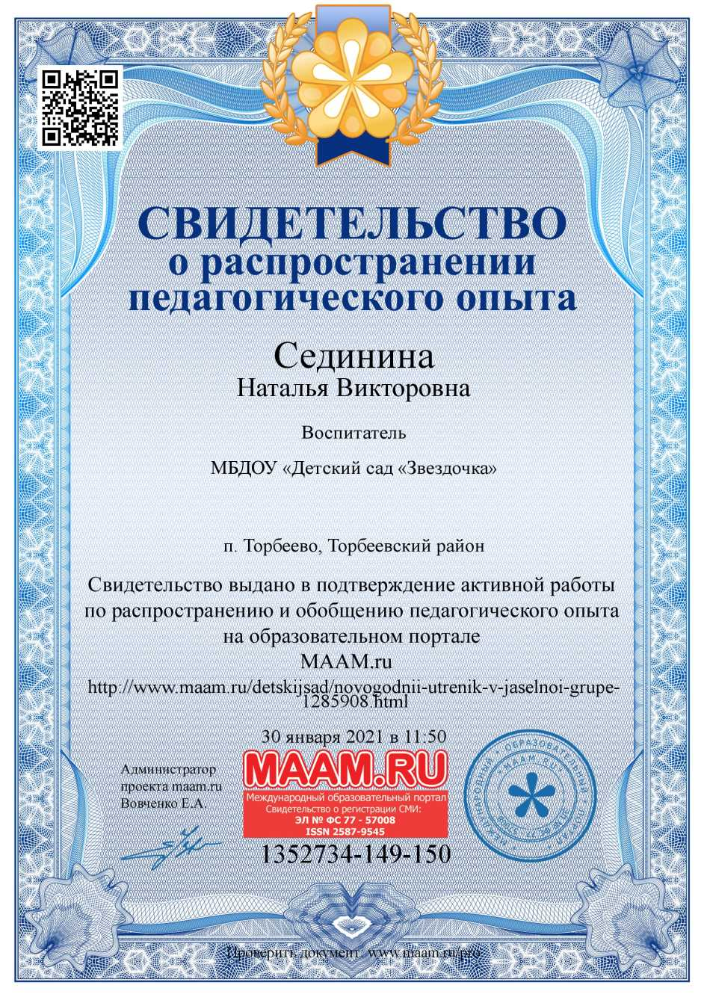 СВИДЕТЕЛЬСТВО
о распространении
педагогического опыта
Сединина
Наталья Викторовна
Воспитатель
МБДОУ «Детский сад «Звездочка»
п. Торбеево, Торбеевский район
Свидетельство выдано в подтверждение активной работы
по распространению и обобщению педагогического опыта
на образовательном портале
MAAM.ru
http://www.maam.ru/detskijsad/novogodnii-utrenik-v-jaselnoi-grupe-
1285908.html
30 января 2021 в 11:50
Администратор
проекта maam.ru
Вовченко Е.А.
MAAM.RU
Международный образовательный портал
Свидетельство о регистрации СМИ:
ЭЛ № ФС 77 - 57008
ISSN 2587-9545
1352734-149-150
• МЕЖДУНАРОДНЫЙ • ОБРАЗОВАТЕЛЬНЫЙ ПОРТАЛ
"MAAM.RU"
Проверить документ: www.maam.ru/pro